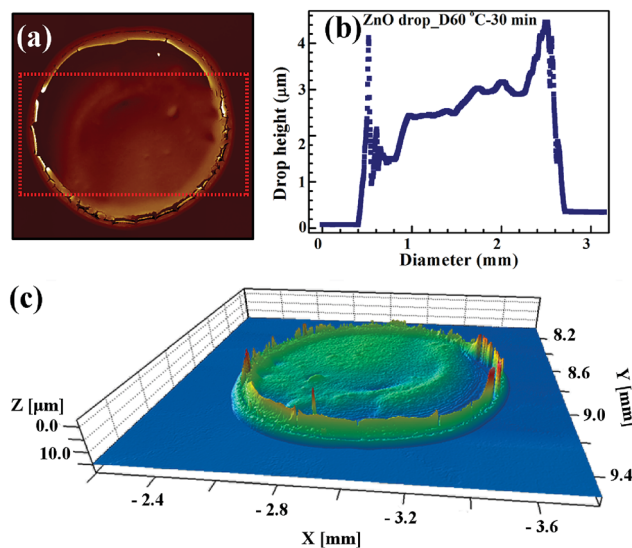 (a)
(b)
ZnO drop_D60 °C-30 min
4
3
2
1
0
Drop height (µm)
0 1 2 3
Diameter (mm)
(c)
Z [µm]
0.0
10.0
8.2
8.6
9.0
9.4
Y [mm]
- 2.4
- 2.8
- 3.2
- 3.6
X [mm]